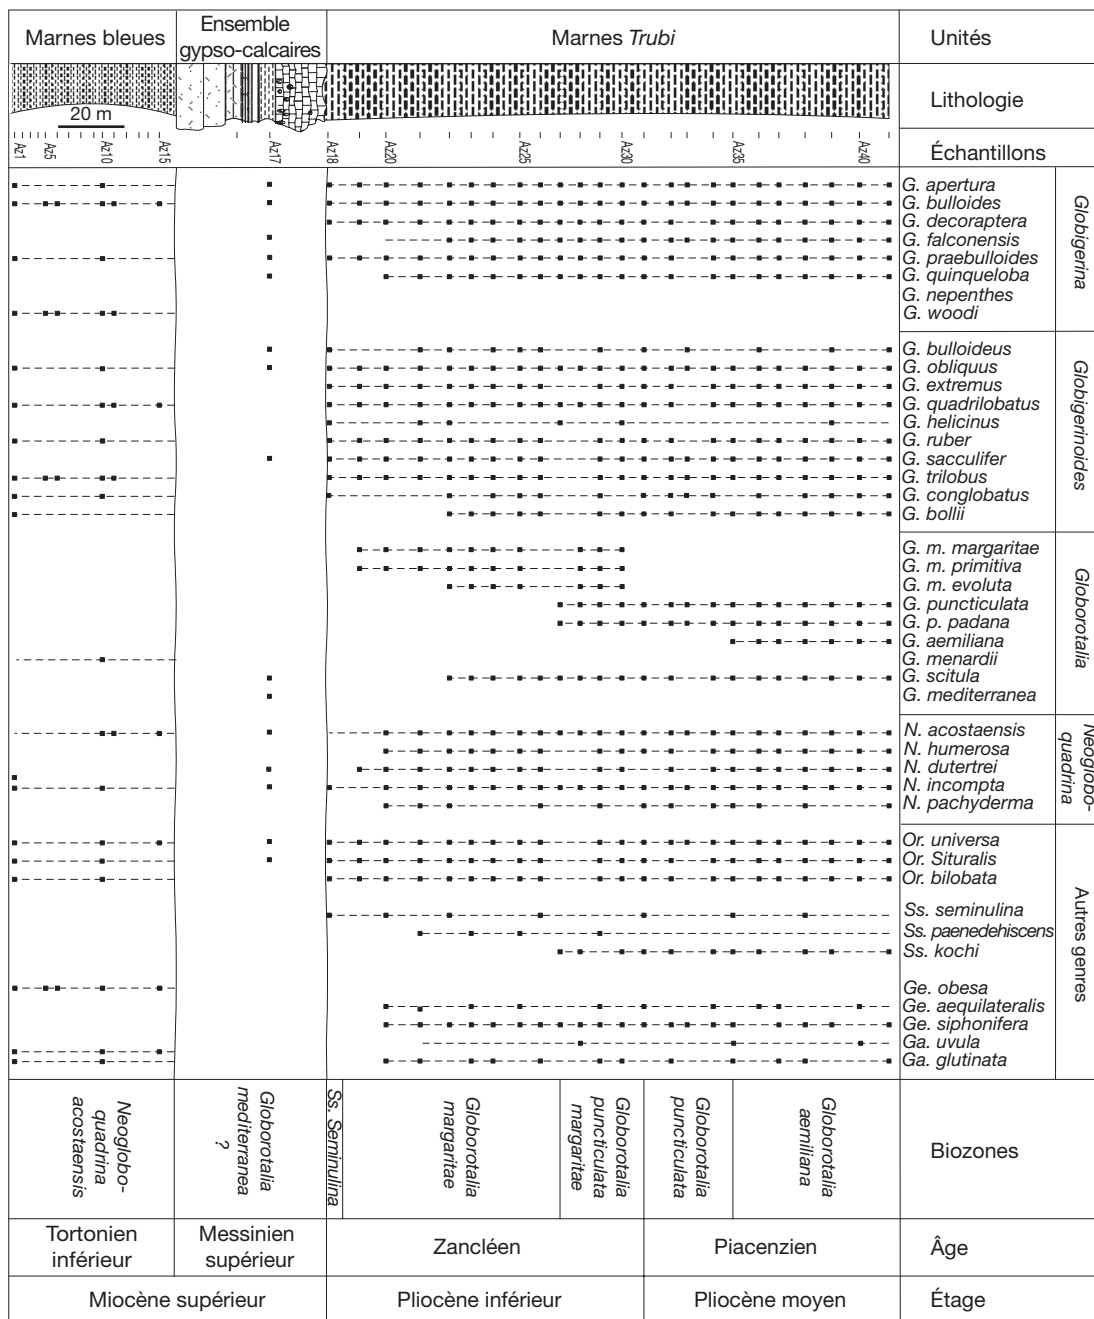 Marnes bleues
Ensemble
gypso-calcaires
Marnes Trubi
Unités
20 m
Lithologie
Az1
Az5
Az10
Az15
Az17
Az18
Az20
Az25
Az30
Az35
Az40
Échantillons
G. apertura
G. bulloides
G. decoraptera
G. falconensis
G. praebulloides
G. quinqueloba
G. nepenthes
G. woodi
Globigerina
G. bulloideus
G. obliquus
G. extremus
G. quadrilobatus
G. helicinus
G. ruber
G. sacculifer
G. trilobus
G. conglobatus
G. bollii
Globigerinoides
G. m. margaritae
G. m. primitiva
G. m. evoluta
G. puncticulata
G. p. padana
G. aemiliana
G. menardii
G. scitula
G. mediterranea
Globorotalia
N. acostaensis
N. humerosa
N. dutertrei
N. incompta
N. pachyderma
Neoglobo-
quadrina
Or. universa
Or. Situralis
Or. bilobata
Ss. seminulina
Ss. paenedehiscens
Ss. kochi
Ge. obesa
Ge. aequilateralis
Ge. siphonifera
Ga. uvula
Ga. glutinata
Autres genres
Neoglobo-
quadrina
acostaensis
Globorotalia
mediterranea
?
Ss. Seminulina
Globorotalia
margaritae
Globorotalia
puncticulata
margaritae
Globorotalia
puncticulata
Globorotalia
aemiliana
Biozones
Tortonien
inférieur
Messinien
supérieur
Zancléen
Piacenzien
Âge
Miocène supérieur
Pliocène inférieur
Pliocène moyen
Étage